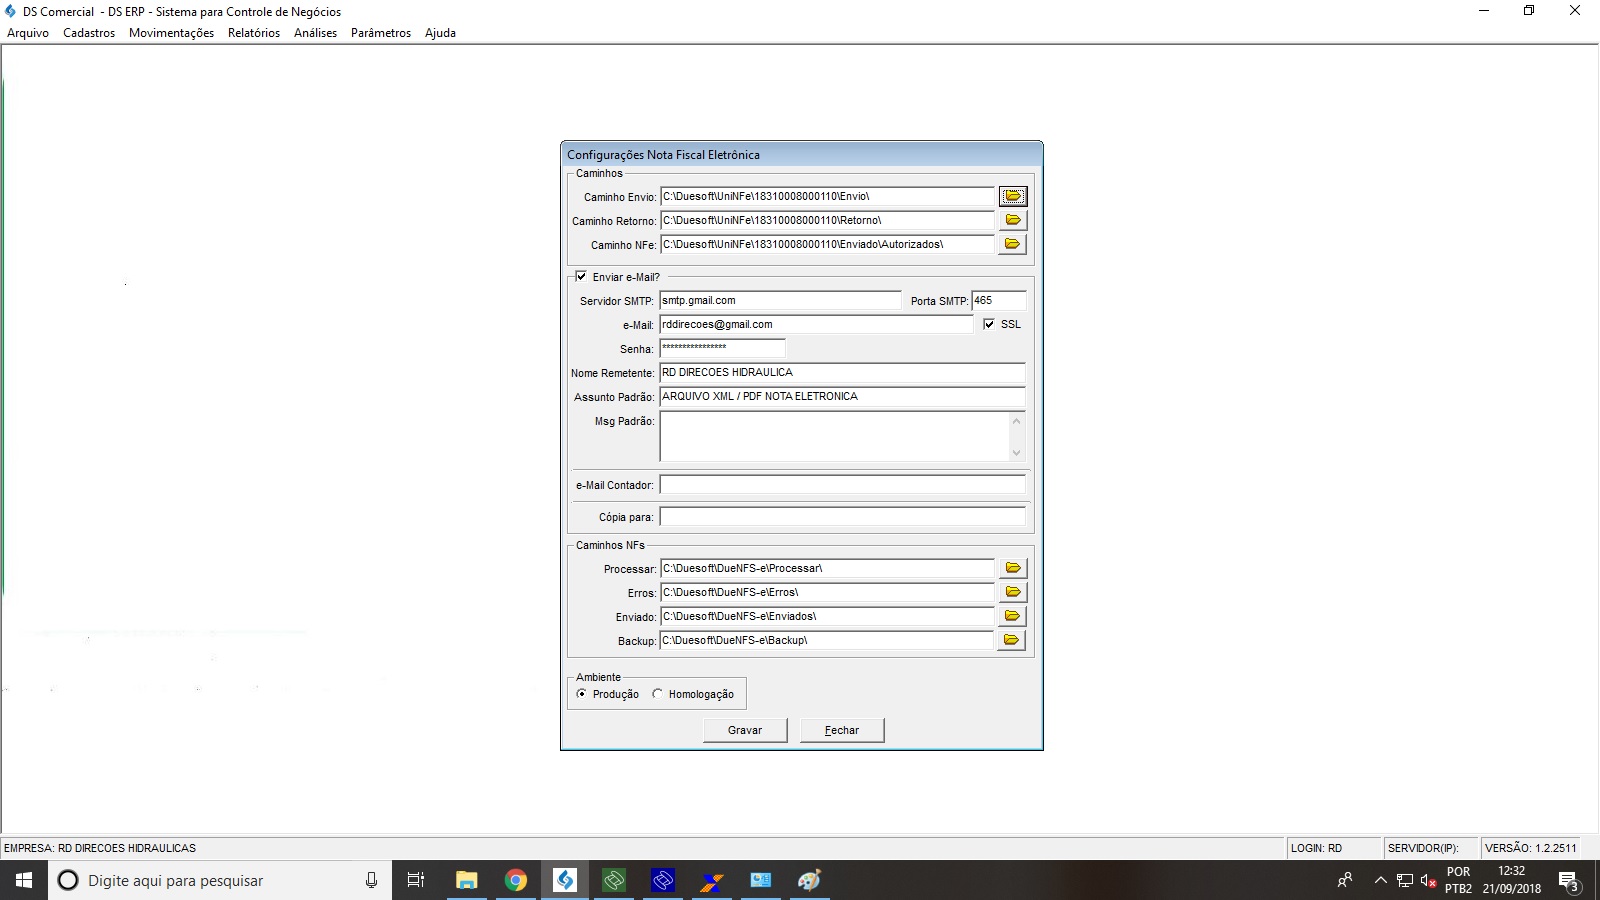 DS Comercial - DS ERP - Sistema para Controle de Negócios
Arquivo Cadastros Movimentações Relatórios Análises Parâmetros Ajuda
Configurações Nota Fiscal Eletrônica
Caminhos
Caminho Envio: C:\Duesoft\UniNFe\18310008000110\Envio\
Caminho Retorno: C:\Duesoft\UniNFe\18310008000110\Retorno\
Caminho NFe: C:\Duesoft\UniNFe\18310008000110\Enviado\Autorizados\
Enviar e-Mail?
Servidor SMTP: smtp.gmail.com Porta SMTP: 465
e-Mail: rddirecoes@gmail.com SSL
Senha: ****************
Nome Remetente: RD DIRECOES HIDRAULICA
Assunto Padrão: ARQUIVO XML / PDF NOTA ELETRONICA
Msg Padrão:
e-Mail Contador:
Cópia para:
Caminhos NFs
Processar: C:\Duesoft\DueNFS-e\Processar\
Erros: C:\Duesoft\DueNFS-e\Erros\
Enviado: C:\Duesoft\DueNFS-e\Enviados\
Backup: C:\Duesoft\DueNFS-e\Backup\
Ambiente
Produção Homologação
Gravar Fechar
EMPRESA: RD DIRECOES HIDRAULICAS LOGIN: RD SERVIDOR(IP): VERSÃO: 1.2.2511
Digite aqui para pesquisar
POR 12:32
PTB2 21/09/2018 3